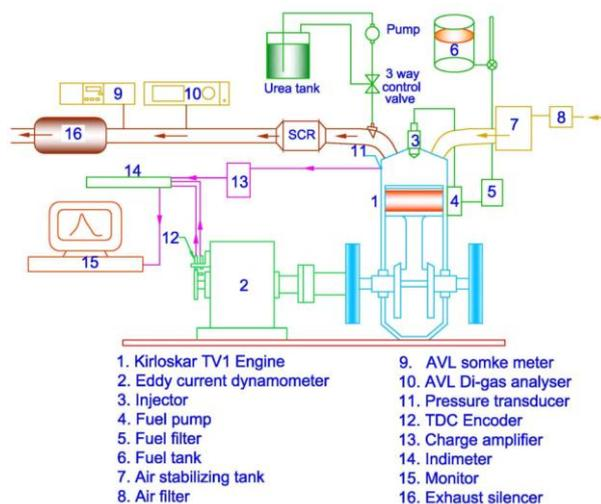 Pump
6
Urea tank
3 way
control
valve
9
10
16
SCR
3
7
8
11
14
13
1
4
5
12
15
2
1. Kirloskar TV1 Engine
2. Eddy current dynamometer
3. Injector
4. Fuel pump
5. Fuel filter
6. Fuel tank
7. Air stabilizing tank
8. Air filter
9. AVL somke meter
10. AVL Di-gas analyser
11. Pressure transducer
12. TDC Encoder
13. Charge amplifier
14. Indimeter
15. Monitor
16. Exhaust silencer